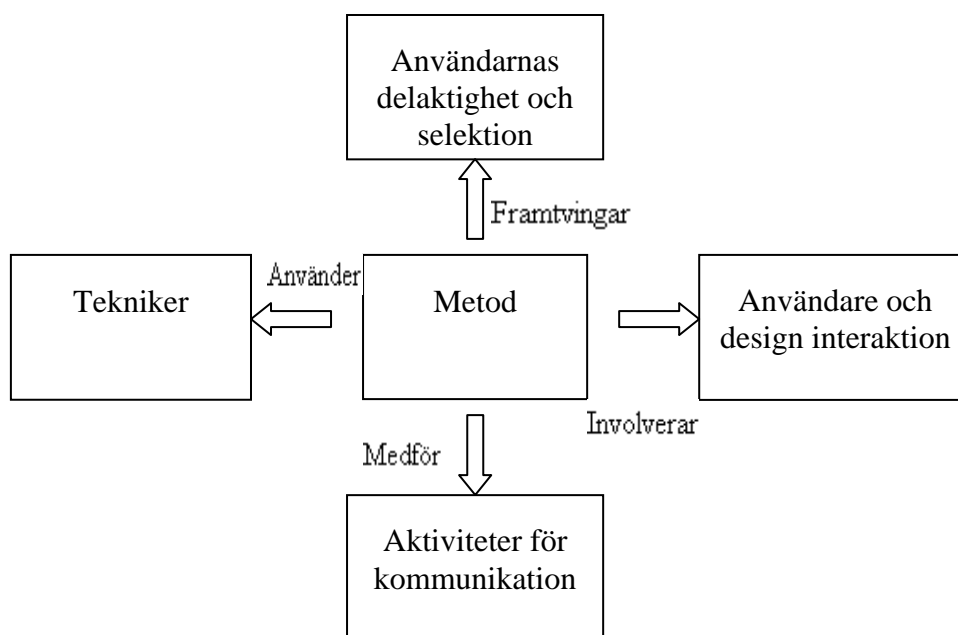 Användarnas
delaktighet och
selektion
Framtvingar
Tekniker
Använder
Metod
Användare och
design interaktion
Involverar
Medför
Aktiviteter för
kommunikation